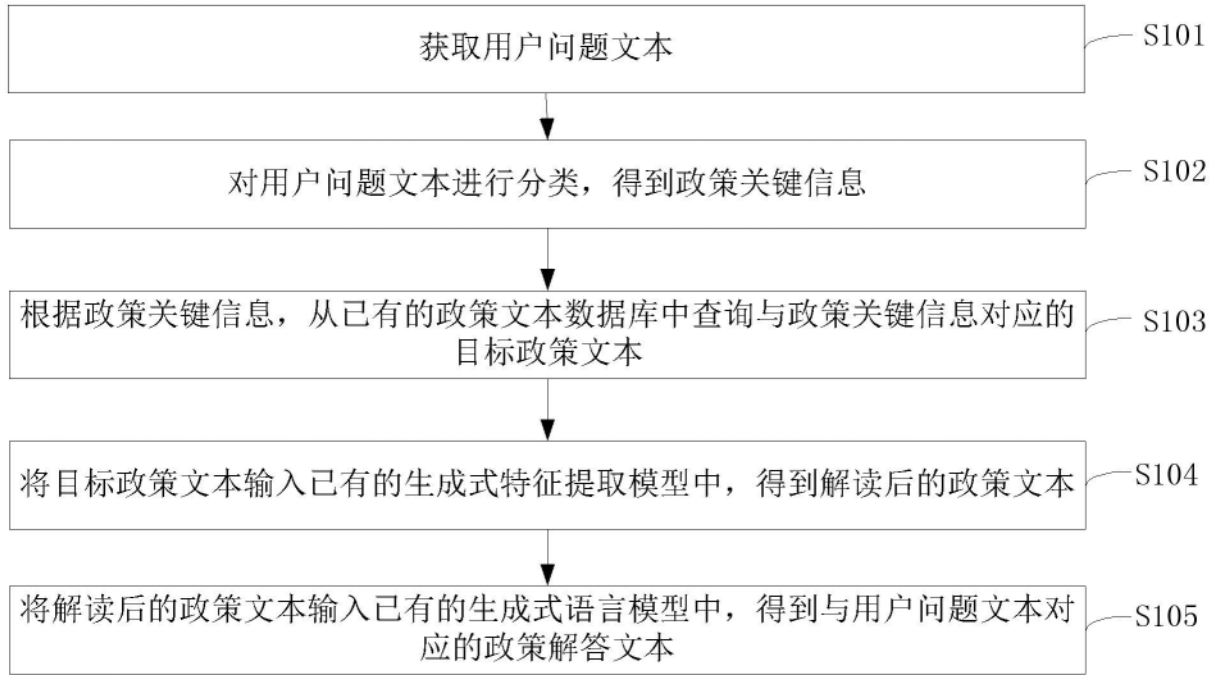 获取用户问题文本
S101
对用户问题文本进行分类，得到政策关键信息
S102
根据政策关键信息，从已有的政策文本数据库中查询与政策关键信息对应的
目标政策文本
S103
将目标政策文本输入已有的生成式特征提取模型中，得到解读后的政策文本
S104
将解读后的政策文本输入已有的生成式语言模型中，得到与用户问题文本对
应的政策解答文本
S105